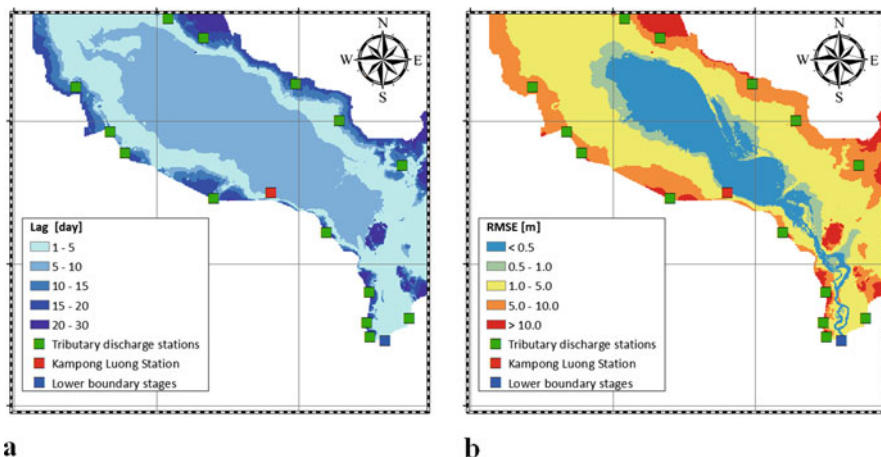 N
W E
S
Lag [day]
1 - 5
5 - 10
10 - 15
15 - 20
20 - 30
Tributary discharge stations
Kampong Luong Station
Lower boundary stages
a
N
W E
S
RMSE [m]
< 0.5
0.5 - 1.0
1.0 - 5.0
5.0 - 10.0
> 10.0
Tributary discharge stations
Kampong Luong Station
Lower boundary stages
b